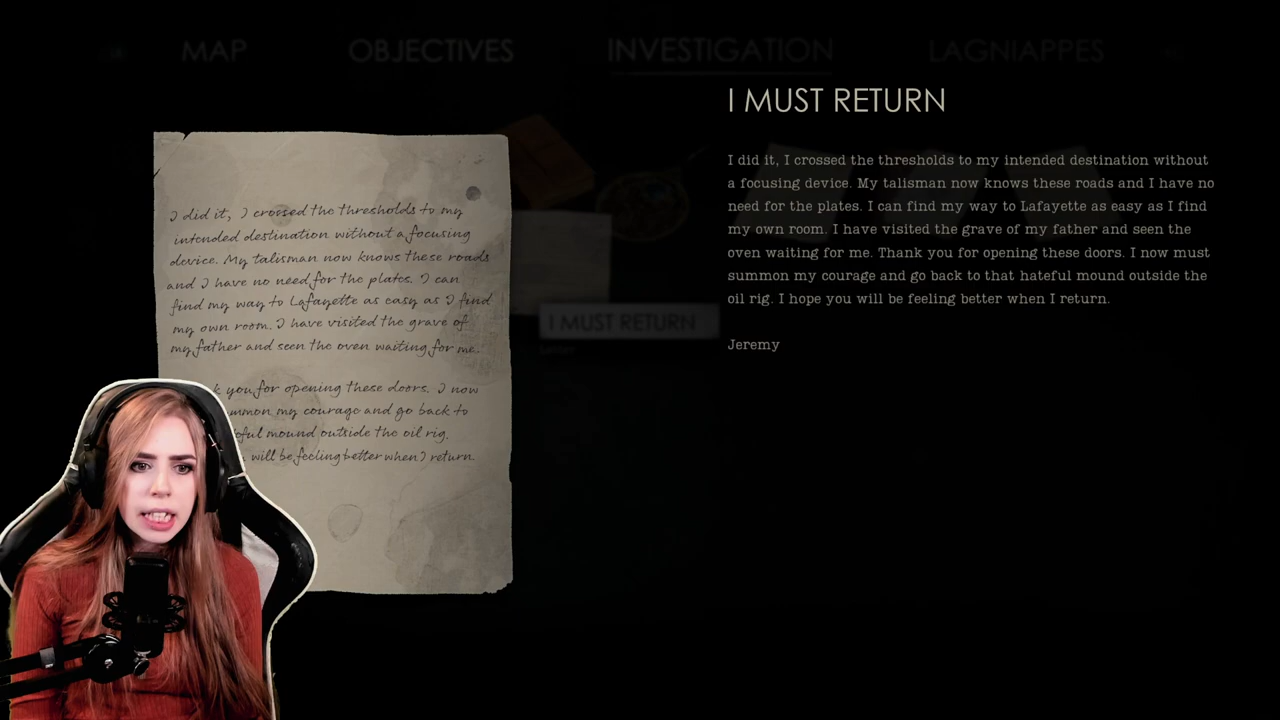 MAP OBJECTIVES INVESTIGATION LAGNIAPPES
I MUST RETURN
I did it, I crossed the thresholds to my intended destination without
a focusing device. My talisman now knows these roads and I have no
need for the plates. I can find my way to Lafayette as easy as I find
my own room. I have visited the grave of my father and seen the
oven waiting for me. Thank you for opening these doors. I now must
summon my courage and go back to that hateful mound outside the
oil rig. I hope you will be feeling better when I return.
Jeremy
I did it, I crossed the thresholds to my
intended destination without a focusing
device. My talisman now knows these roads
and I have no need for the plates. I can
find my way to Lafayette as easy as I find
my own room. I have visited the grave of
my father and seen the oven waiting for me.
you for opening these doors. I now
my courage and go back to
mound outside the oil rig.
will be feeling better when I return.
I MUST RETURN